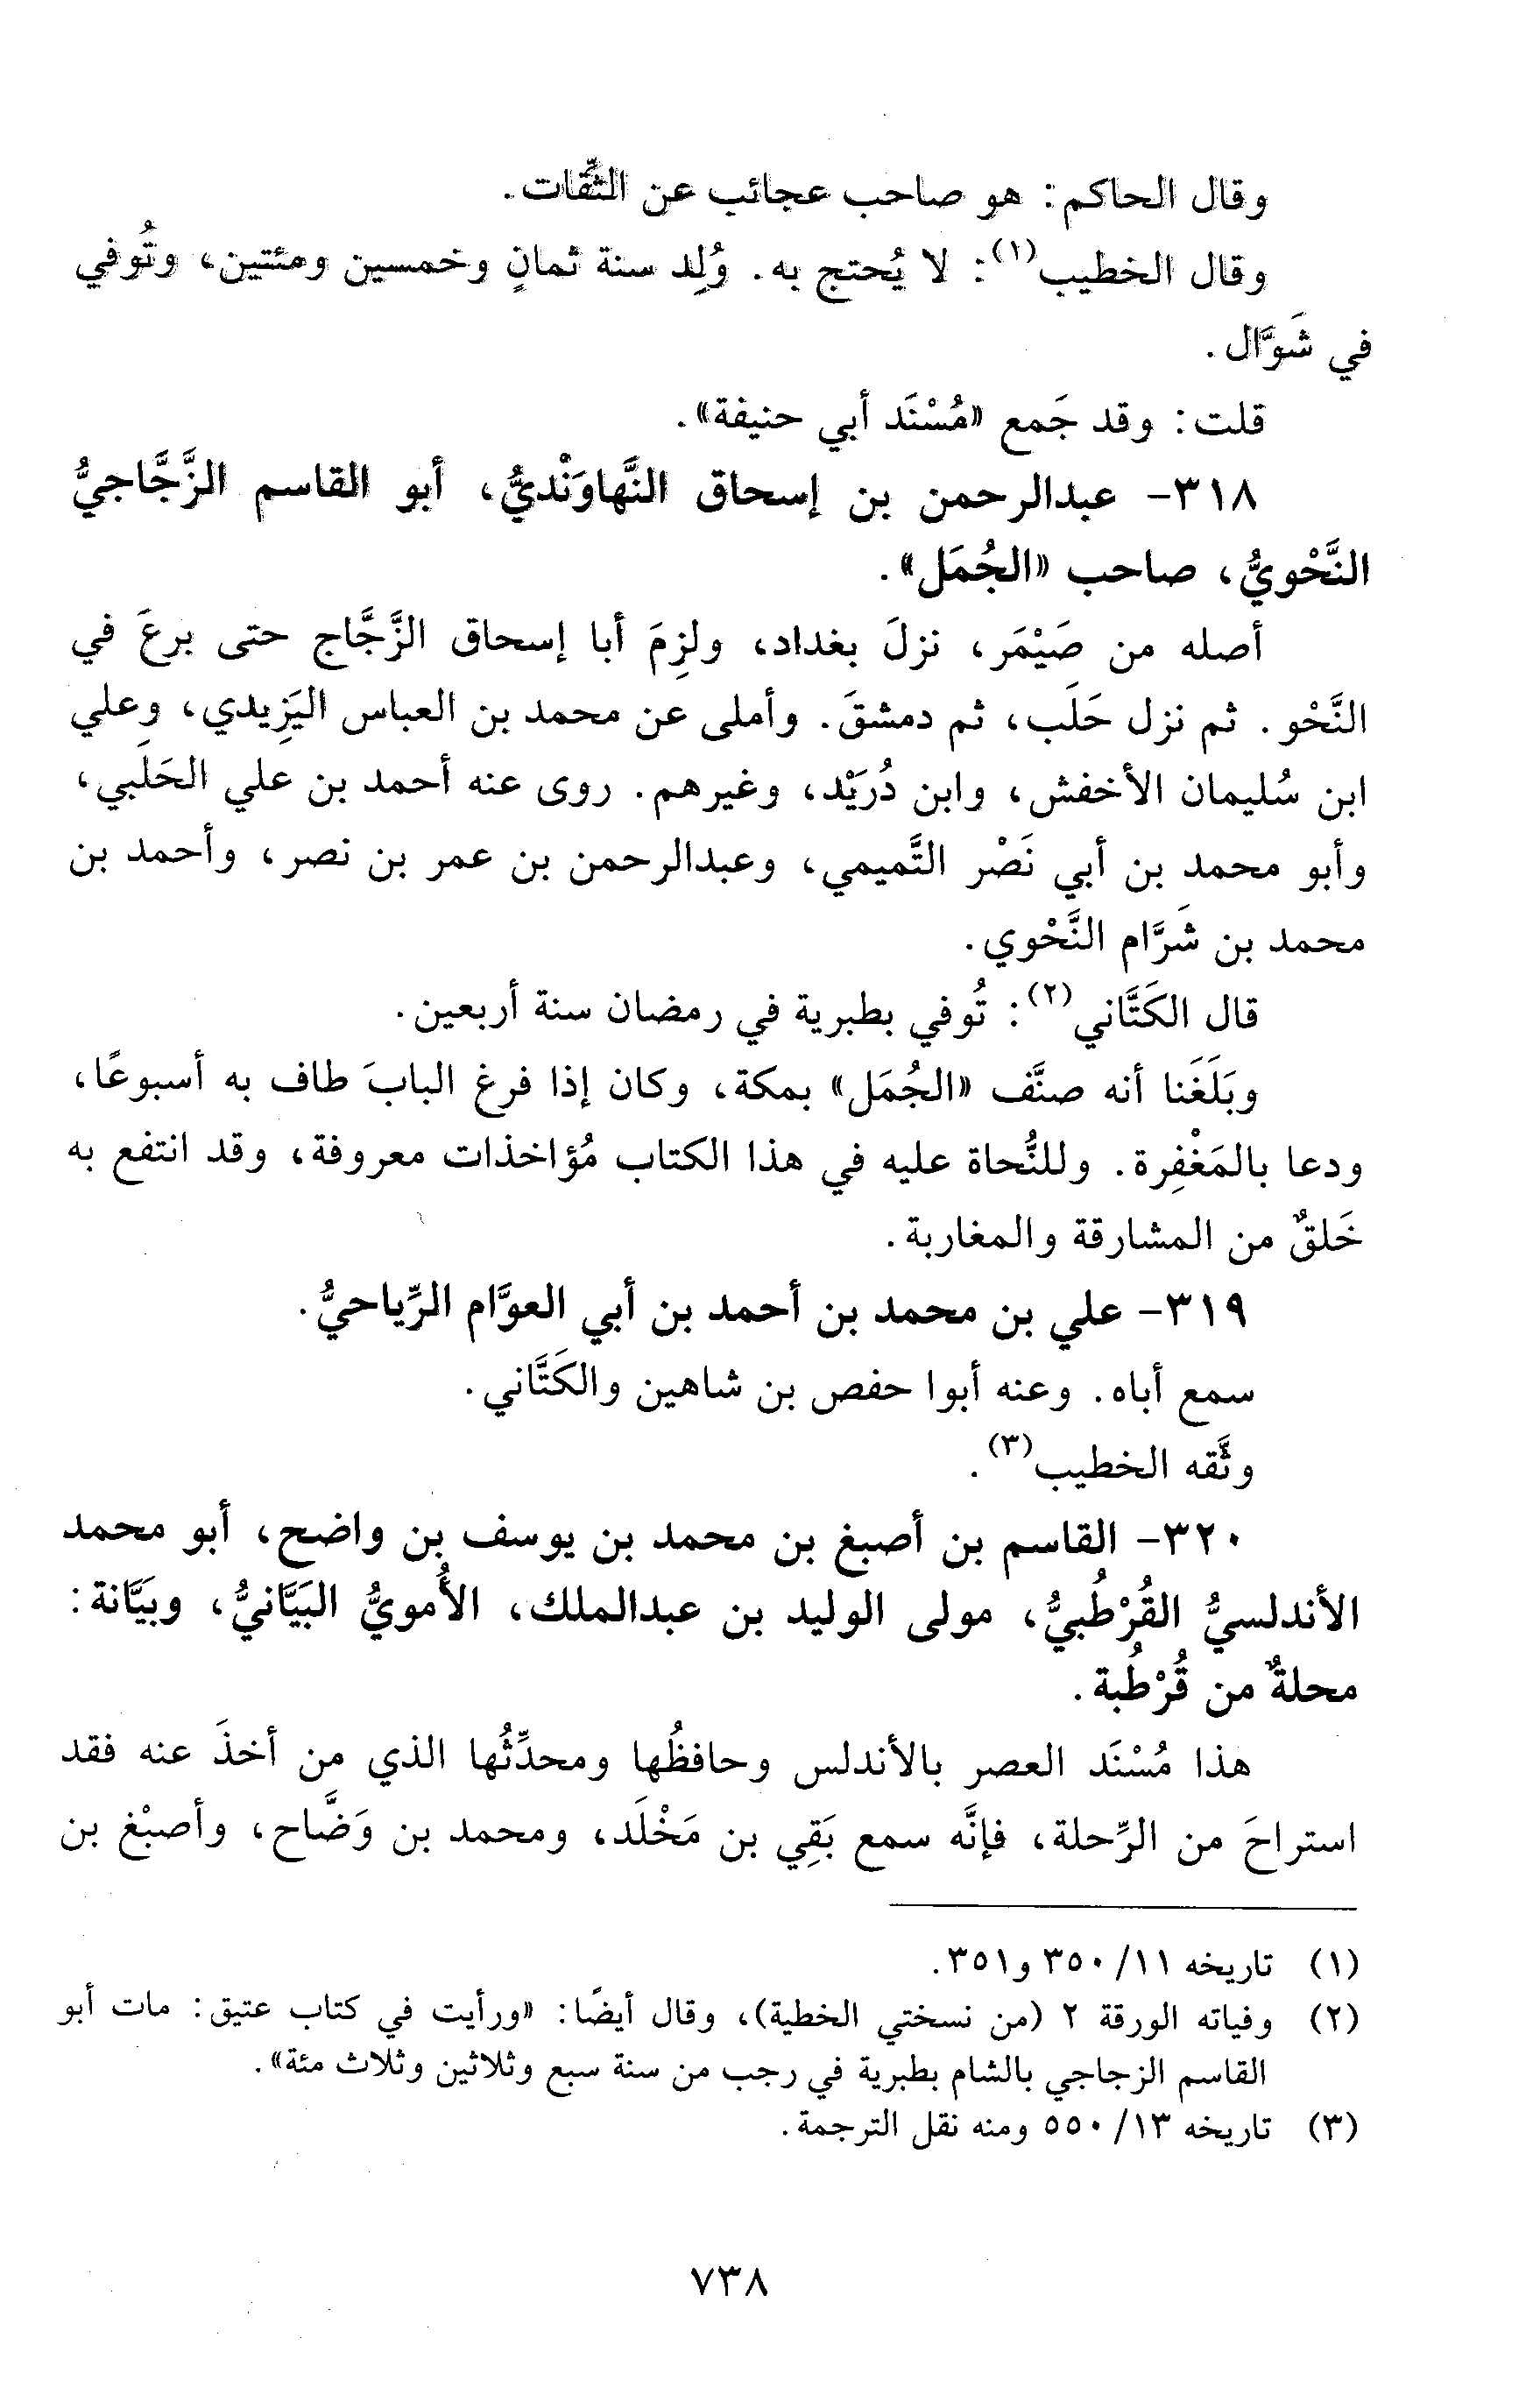 وقال الحاكم: هو صاحب عجائب عن الثِّقات.
وقال الخطيب(١): لا يُحتج به. وُلِد سنة ثمانٍ وخمسين ومئتين، وتُوفي
في شَوَّال.
قلت: وقد جَمع «مُسْنَد أبي حنيفة».
٣١٨- عبدالرحمن بن إسحاق النَّهاوَنْديُّ، أبو القاسم الزَّجَّاجيُّ
النَّحْويُّ، صاحب «الجُمَل».
أصله من صَيْمَر، نزلَ بغداد، ولزِمَ أبا إسحاق الزَّجَّاج حتى برعَ في
النَّحْو. ثم نزل حَلَب، ثم دمشقَ. وأملى عن محمد بن العباس اليَزِيدي، وعلي
ابن سُليمان الأخفش، وابن دُرَيْد، وغيرهم. روى عنه أحمد بن علي الحَلَبي،
وأبو محمد بن أبي نَصْر التَّميمي، وعبدالرحمن بن عمر بن نصر، وأحمد بن
محمد بن شَرَّام النَّحْوي.
قال الكَتَّاني(٢): تُوفي بطبرية في رمضان سنة أربعين.
وبَلَغَنا أنه صنَّف «الجُمَل» بمكة، وكان إذا فرغ البابَ طاف به أسبوعًا،
ودعا بالمَغْفِرة. وللنُّحاة عليه في هذا الكتاب مُؤاخذات معروفة، وقد انتفع به
خَلقٌ من المشارقة والمغاربة.
٣١٩- علي بن محمد بن أحمد بن أبي العوَّام الرِّياحيُّ.
سمع أباه. وعنه أبوا حفص بن شاهين والكَتَّاني.
وثَّقه الخطيب(٣).
٣٢٠- القاسم بن أصبغ بن محمد بن يوسف بن واضح، أبو محمد
الأندلسيُّ القُرْطُبيُّ، مولى الوليد بن عبدالملك، الأُمويُّ البَيَّانيُّ، وبَيَّانة:
محلةٌ من قُرْطُبة.
هذا مُسْنَد العصر بالأندلس وحافظُها ومحدِّثُها الذي من أخذَ عنه فقد
استراحَ من الرِّحلة، فإنَّه سمع بَقِي بن مَخْلَد، ومحمد بن وَضَّاح، وأصبْغ بن
(١) تاريخه ١١/ ٣٥٠ و٣٥١.
(٢) وفياته الورقة ٢ (من نسختي الخطية)، وقال أيضًا: «ورأيت في كتاب عتيق: مات أبو
القاسم الزجاجي بالشام بطبرية في رجب من سنة سبع وثلاثين وثلاث مئة».
(٣) تاريخه ١٣/ ٥٥٠ ومنه نقل الترجمة.
٧٣٨